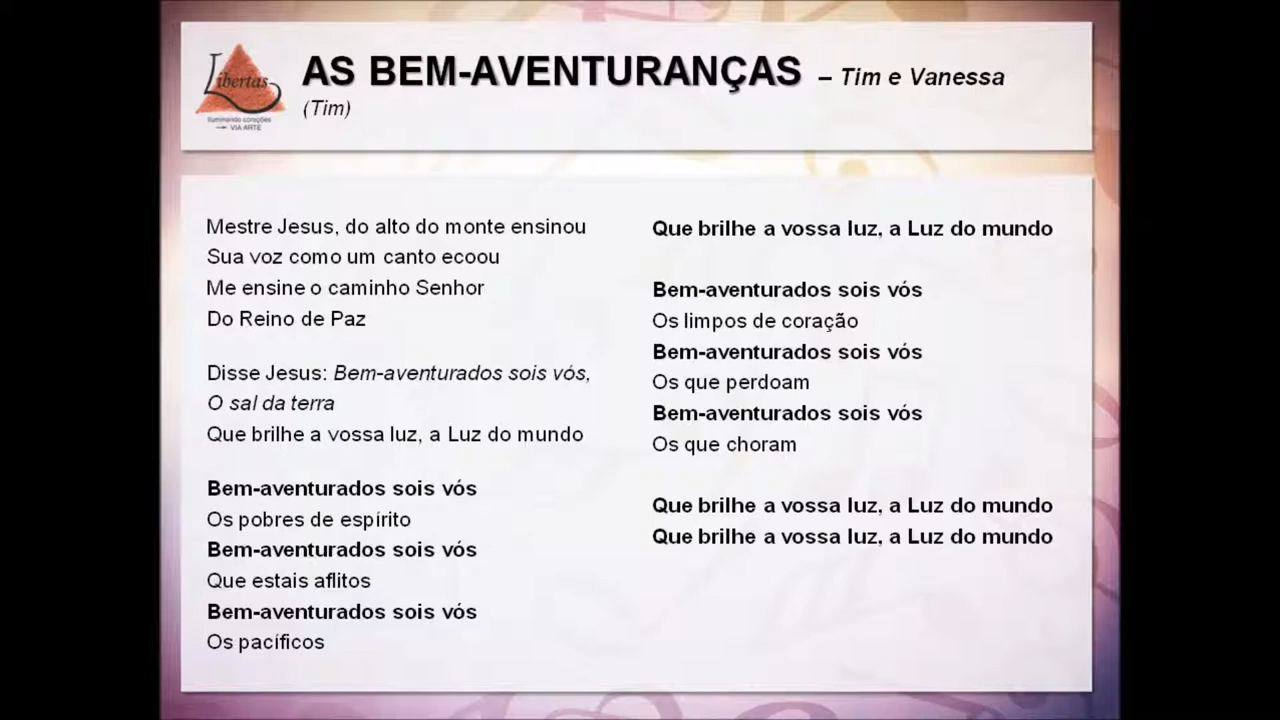 Libertas
Iluminando corações
VIA ARTE
AS BEM-AVENTURANÇAS – Tim e Vanessa
(Tim)
Mestre Jesus, do alto do monte ensinou
Sua voz como um canto ecoou
Me ensine o caminho Senhor
Do Reino de Paz
Disse Jesus: Bem-aventurados sois vós,
O sal da terra
Que brilhe a vossa luz, a Luz do mundo
Bem-aventurados sois vós
Os pobres de espírito
Bem-aventurados sois vós
Que estais aflitos
Bem-aventurados sois vós
Os pacíficos
Que brilhe a vossa luz, a Luz do mundo
Bem-aventurados sois vós
Os limpos de coração
Bem-aventurados sois vós
Os que perdoam
Bem-aventurados sois vós
Os que choram
Que brilhe a vossa luz, a Luz do mundo
Que brilhe a vossa luz, a Luz do mundo